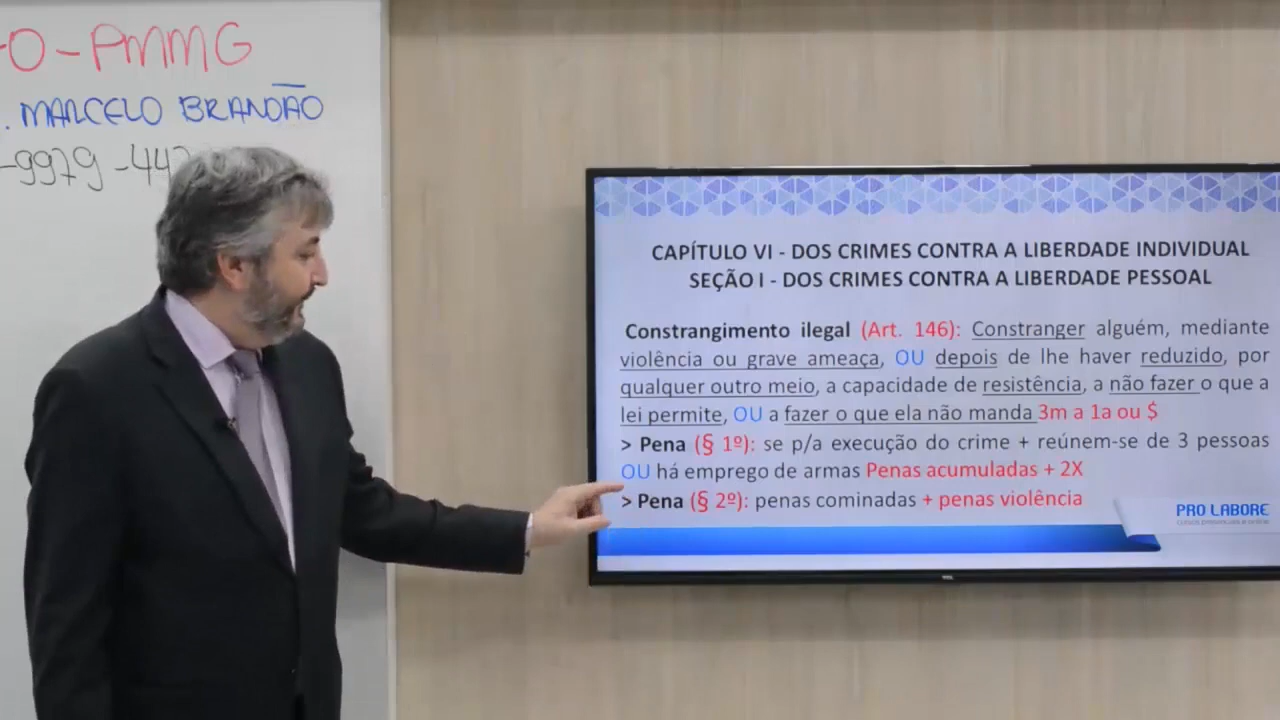 O-PMMG
. MARCELO BRANDÃO
-9979-44
CAPÍTULO VI - DOS CRIMES CONTRA A LIBERDADE INDIVIDUAL
SEÇÃO I - DOS CRIMES CONTRA A LIBERDADE PESSOAL
Constrangimento ilegal (Art. 146): Constranger alguém, mediante
violência ou grave ameaça, OU depois de lhe haver reduzido, por
qualquer outro meio, a capacidade de resistência, a não fazer o que a
lei permite, OU a fazer o que ela não manda 3m a 1a ou $
> Pena (§ 1º): se p/a execução do crime + reúnem-se de 3 pessoas
OU há emprego de armas Penas acumuladas + 2X
> Pena (§ 2º): penas cominadas + penas violência
PRO LABORE